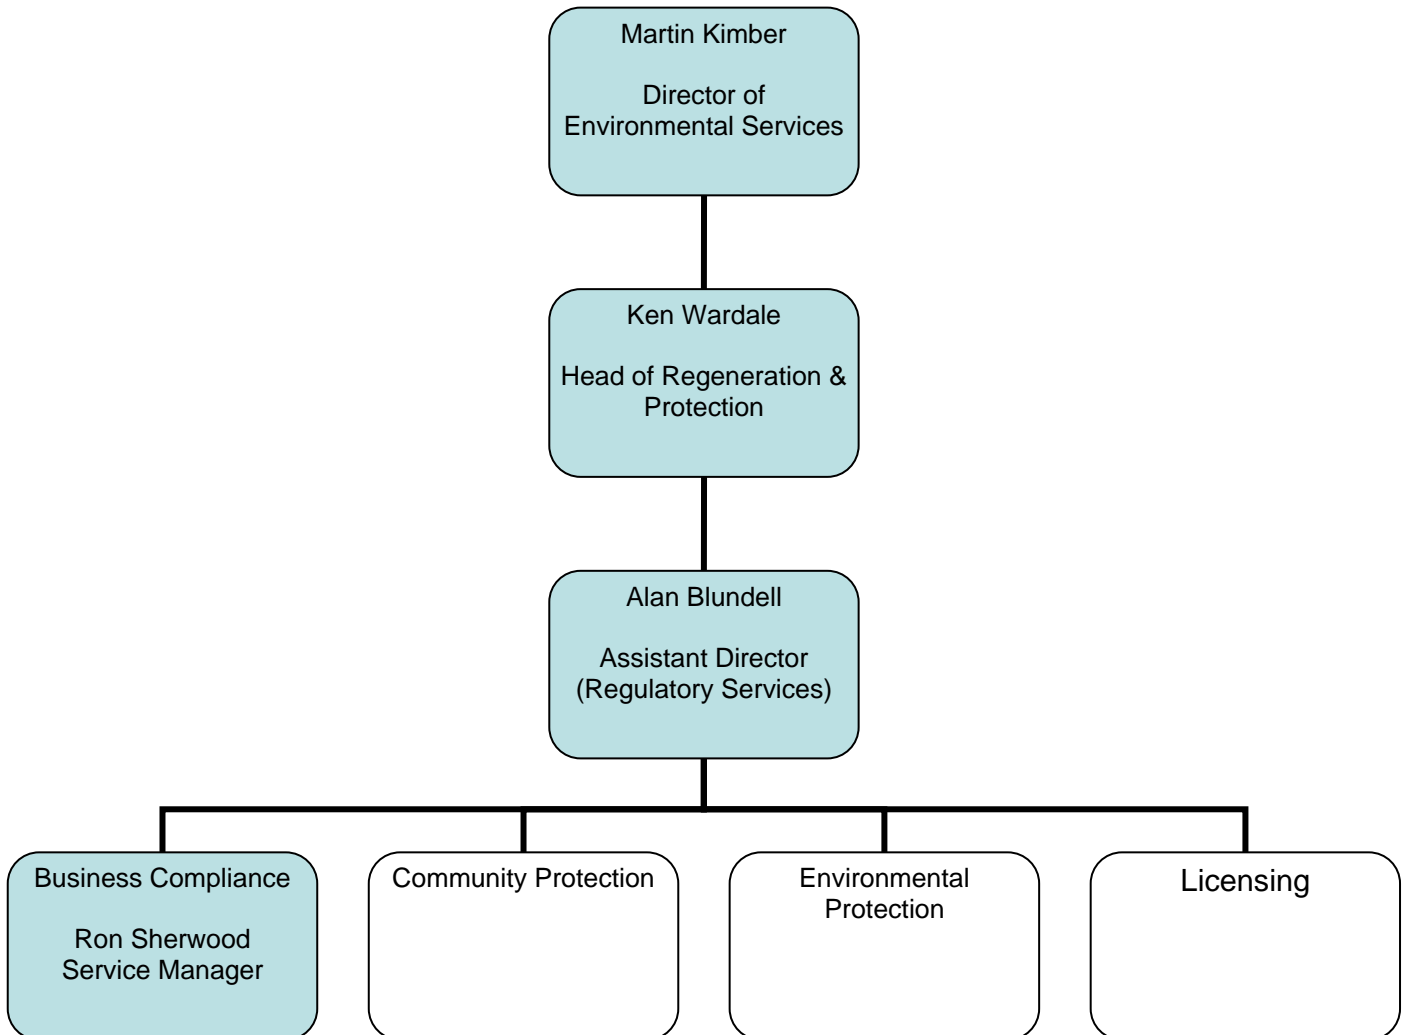 Martin Kimber
Director of
Environmental Services
Ken Wardale
Head of Regeneration &
Protection
Alan Blundell
Assistant Director
(Regulatory Services)
Business Compliance
Ron Sherwood
Service Manager
Community Protection
Environmental
Protection
Licensing